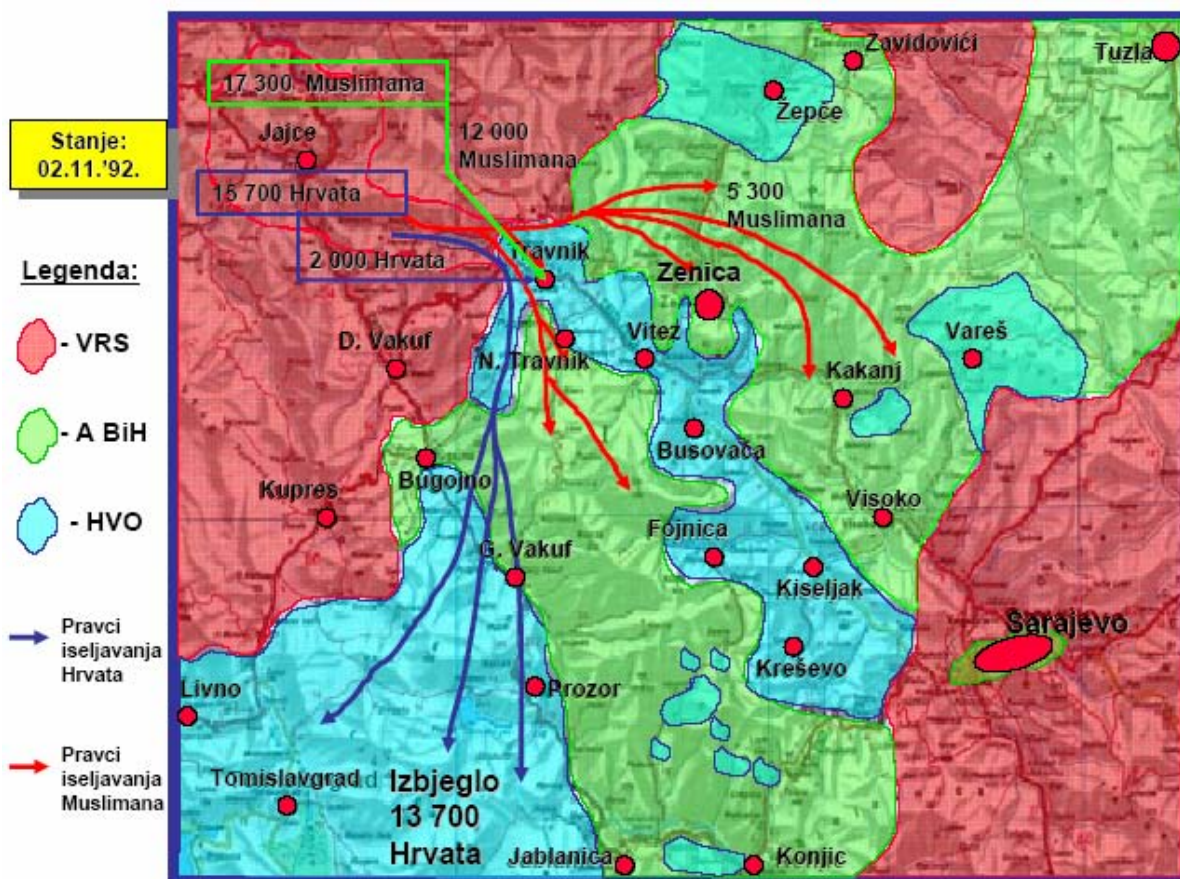 Stanje:
02.11.'92.
Legenda:
- VRS
- A BiH
- HVO
Pravci
iseljavanja
Hrvata
Pravci
iseljavanja
Muslimana
17 300 Muslimana
Jajce
15 700 Hrvata
2 000 Hrvata
12 000
Muslimana
5 300
Muslimana
Zavidovići
Tuzla
Žepče
Travnik
Zenica
D. Vakuf
N. Travnik
Vitez
Vareš
Kakanj
Busovača
Bugojno
Kupres
Visoko
Fojnica
G. Vakuf
Kiseljak
Sarajevo
Kreševo
Livno
Prozor
Tomislavgrad
Izbjeglo
13 700
Hrvata
Jablanica
Konjic